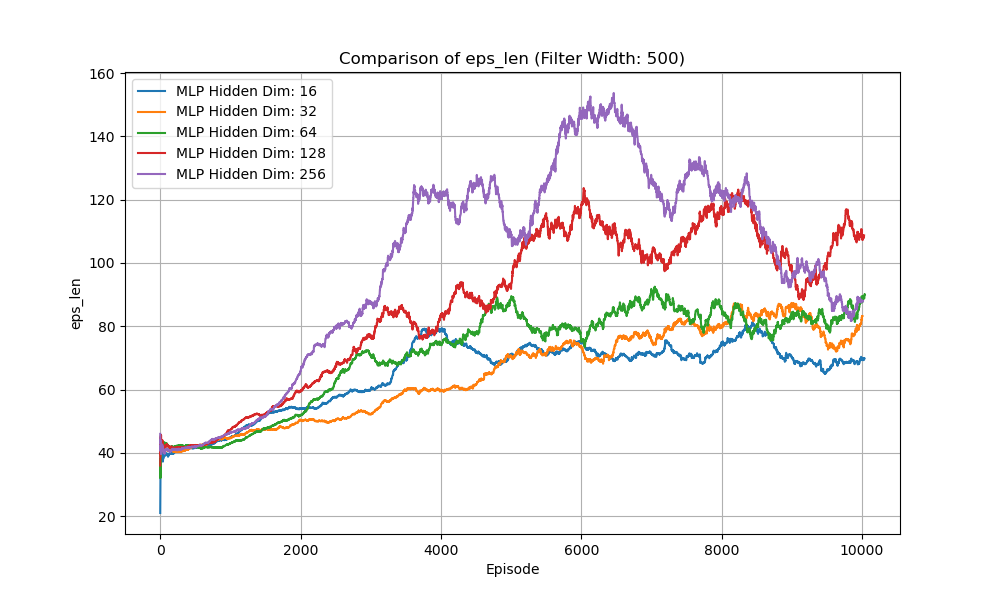 Comparison of eps_len (Filter Width: 500)
MLP Hidden Dim: 16
MLP Hidden Dim: 32
MLP Hidden Dim: 64
MLP Hidden Dim: 128
MLP Hidden Dim: 256
160
140
120
100
80
60
40
20
eps_len
0
2000
4000
6000
8000
10000
Episode